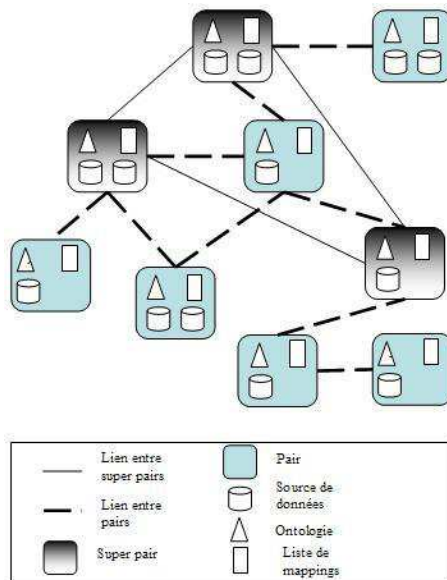 Lien entre
super pairs
Lien entre
pairs
Super pair
Pair
Source de
données
Ontologie
Liste de
mappings